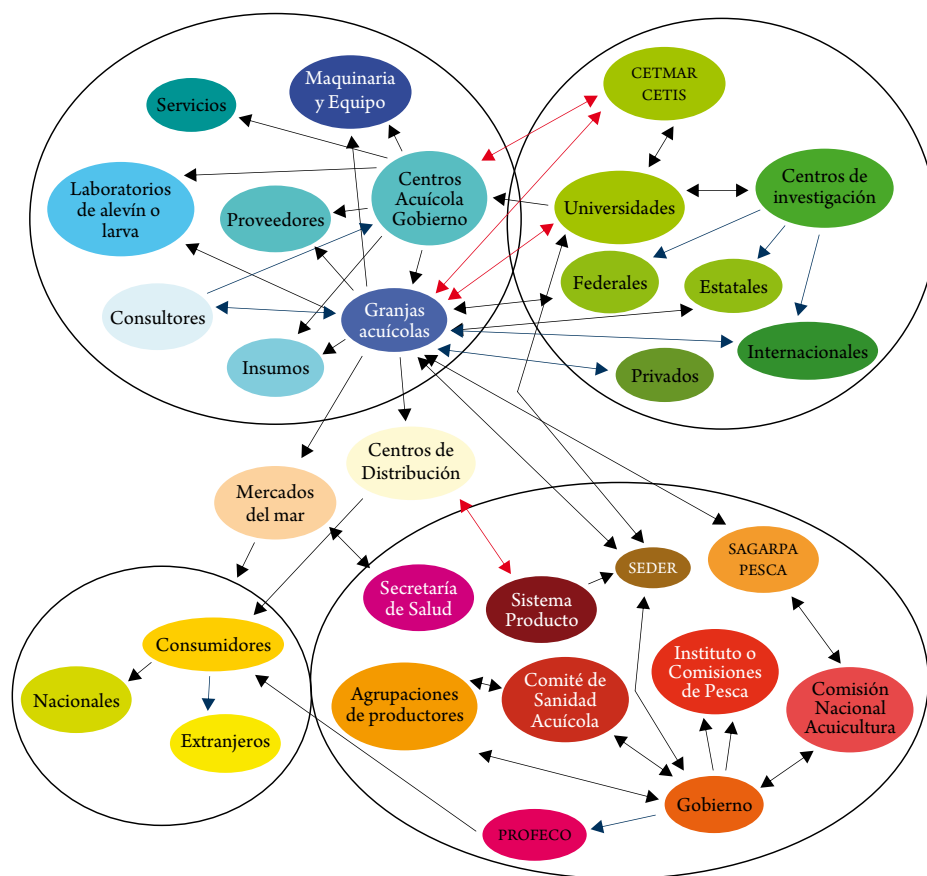 Maquinaria
y Equipo
Servicios
CETMAR
CETIS
Laboratorios
de alevín o
larva
Proveedores
Centros
Acuícola
Gobierno
Universidades
Centros de
investigación
Federales
Estatales
Consultores
Granjas
acuícolas
Insumos
Internacionales
Privados
Centros de
Distribución
Mercados
del mar
SAGARPA
PESCA
SEDER
Secretaría
de Salud
Sistema
Producto
Consumidores
Nacionales
Extranjeros
Agrupaciones
de productores
Comité de
Sanidad
Acuícola
Instituto o
Comisiones
de Pesca
Comisión
Nacional
Acuicultura
Gobierno
PROFECO